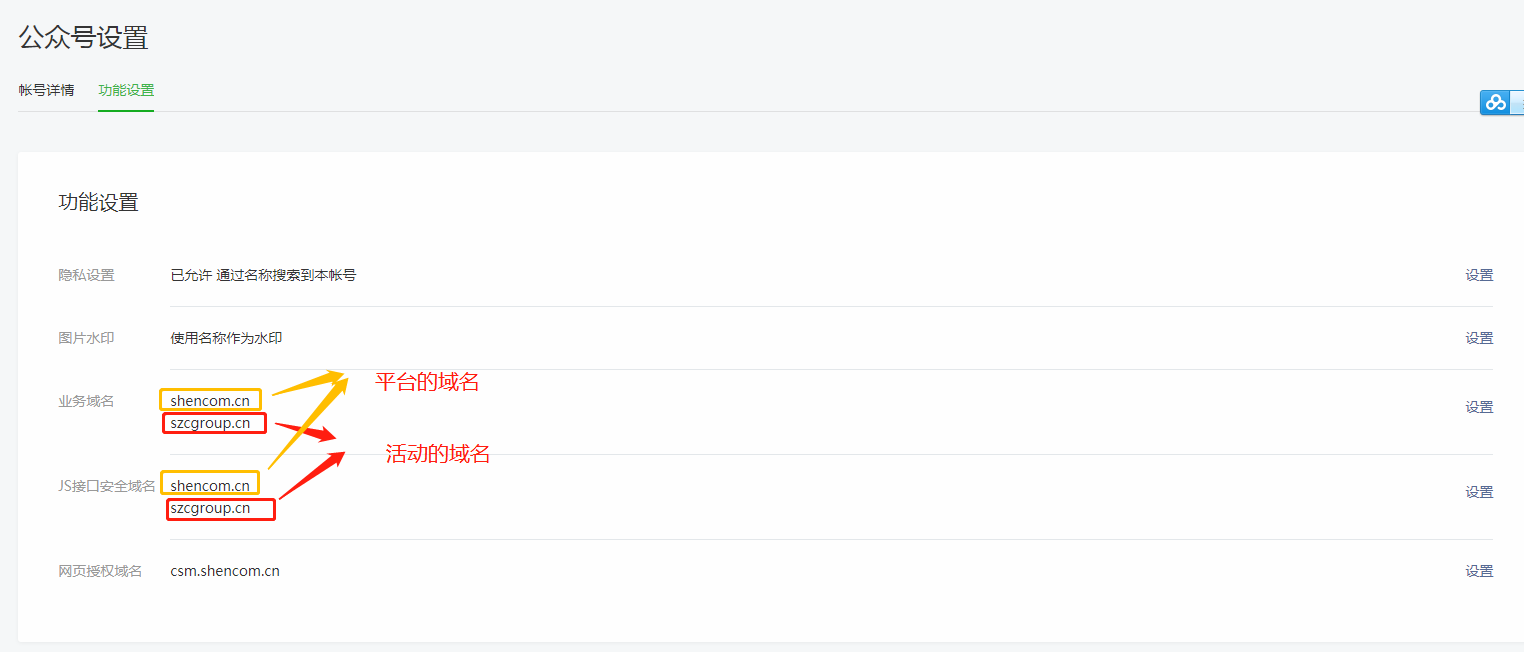 公众号设置
帐号详情 功能设置
功能设置
隐私设置 已允许 通过名称搜索到本帐号 设置
图片水印 使用名称作为水印 设置
平台的域名
业务域名 shencom.cn 设置
szcgroup.cn
活动的域名
JS接口安全域名 shencom.cn 设置
szcgroup.cn
网页授权域名 csm.shencom.cn 设置